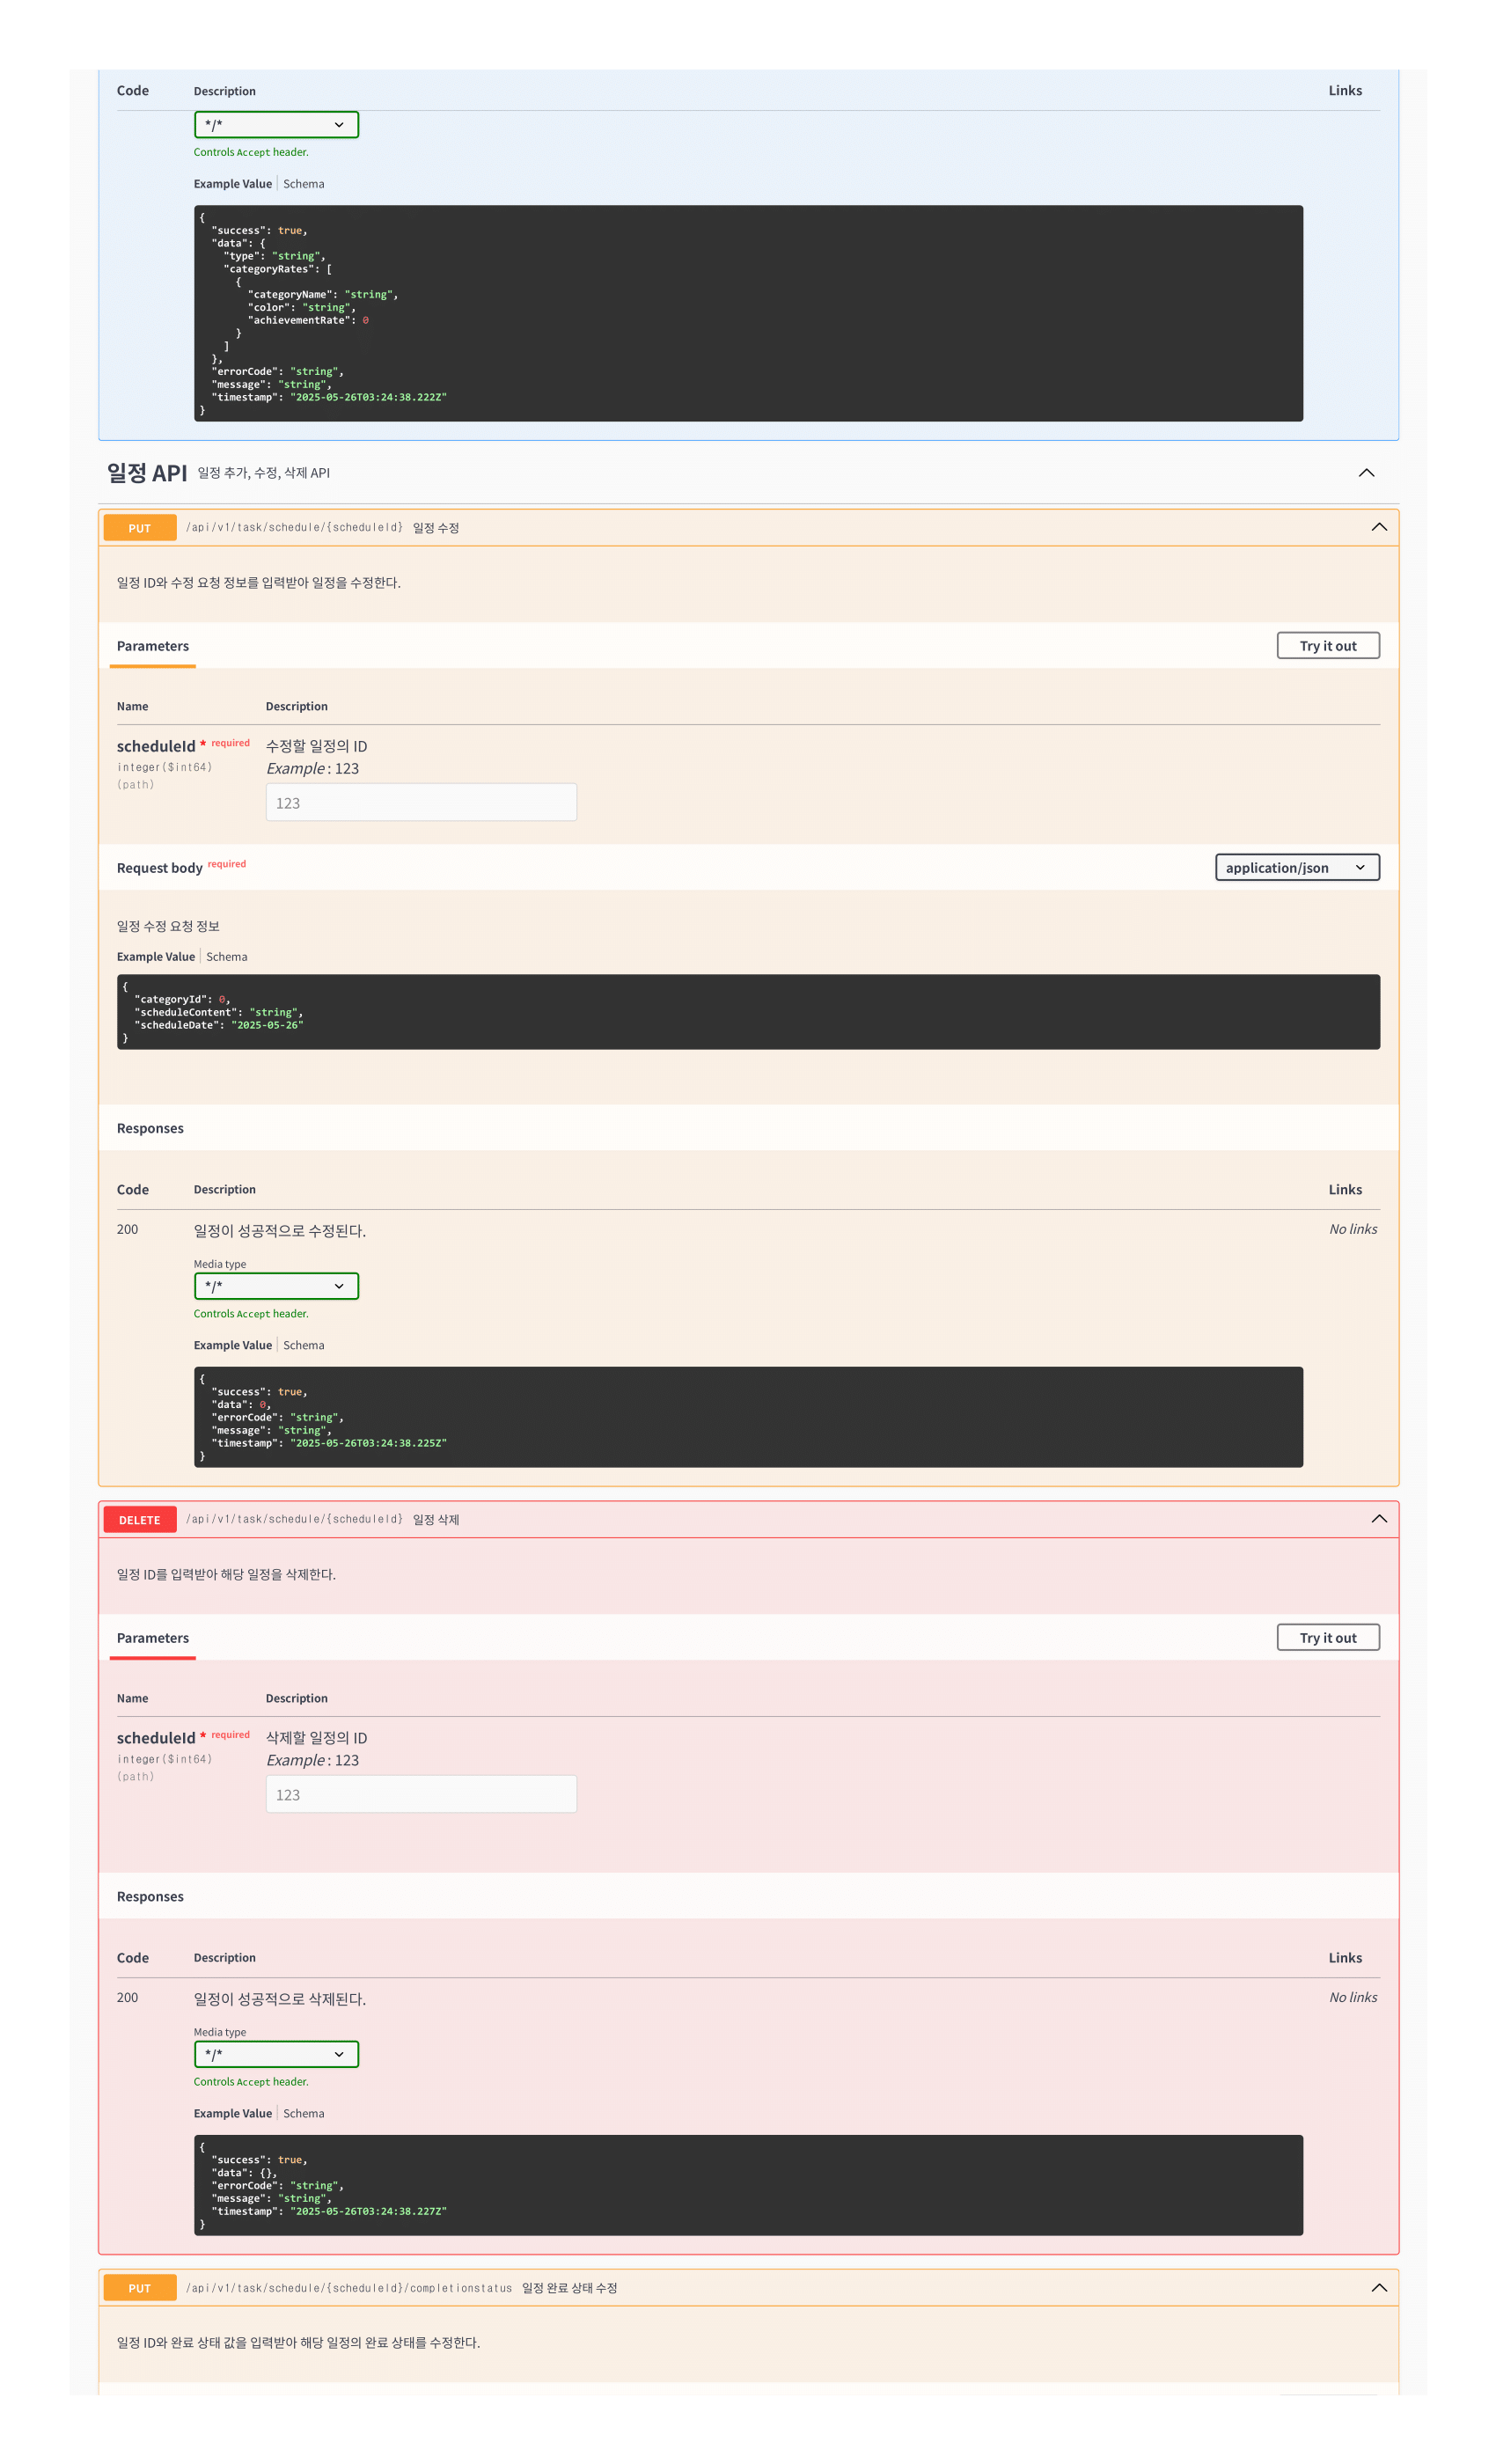 Code Description Links
*/*
Controls Accept header.
Example Value Schema
{
  "success": true,
  "data": {
    "type": "string",
    "categoryRates": [
      {
        "categoryName": "string",
        "color": "string",
        "achievementRate": 0
      }
    ]
  },
  "errorCode": "string",
  "message": "string",
  "timestamp": "2025-05-26T03:24:38.222Z"
}
일정 API 일정 추가, 수정, 삭제 API
PUT /api/v1/task/schedule/{scheduleId} 일정 수정
일정 ID와 수정 요청 정보를 입력받아 일정을 수정한다.
Parameters Try it out
Name Description
scheduleId * required 수정할 일정의 ID
integer($int64) Example : 123
(path)
123
Request body required application/json
일정 수정 요청 정보
Example Value Schema
{
  "categoryId": 0,
  "scheduleContent": "string",
  "scheduleDate": "2025-05-26"
}
Responses
Code Description Links
200 일정이 성공적으로 수정된다. No links
Media type
*/*
Controls Accept header.
Example Value Schema
{
  "success": true,
  "data": 0,
  "errorCode": "string",
  "message": "string",
  "timestamp": "2025-05-26T03:24:38.225Z"
}
DELETE /api/v1/task/schedule/{scheduleId} 일정 삭제
일정 ID를 입력받아 해당 일정을 삭제한다.
Parameters Try it out
Name Description
scheduleId * required 삭제할 일정의 ID
integer($int64) Example : 123
(path)
123
Responses
Code Description Links
200 일정이 성공적으로 삭제된다. No links
Media type
*/*
Controls Accept header.
Example Value Schema
{
  "success": true,
  "data": {},
  "errorCode": "string",
  "message": "string",
  "timestamp": "2025-05-26T03:24:38.227Z"
}
PUT /api/v1/task/schedule/{scheduleId}/completionstatus 일정 완료 상태 수정
일정 ID와 완료 상태 값을 입력받아 해당 일정의 완료 상태를 수정한다.